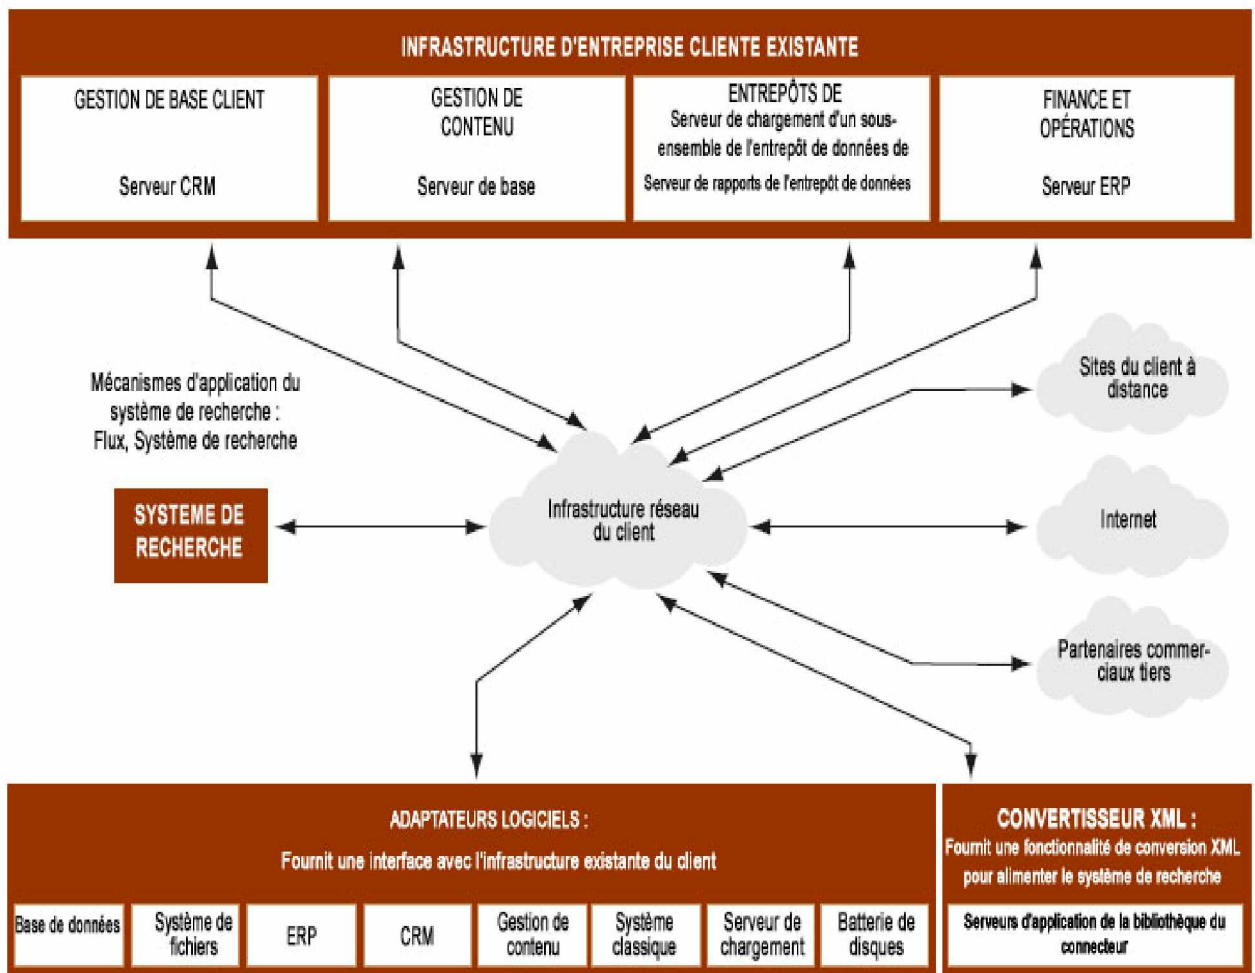 INFRASTRUCTURE D'ENTREPRISE CLIENTE EXISTANTE
GESTION DE BASE CLIENT
Serveur CRM
GESTION DE
CONTENU
Serveur de base
ENTREPÔTS DE
Serveur de chargement d'un sous-
ensemble de l'entrepôt de données de
Serveur de rapports de l'entrepôt de données
FINANCE ET
OPÉRATIONS
Serveur ERP
Mécanismes d'application du
système de recherche :
Flux, Système de recherche
SYSTEME DE
RECHERCHE
Infrastructure réseau
du client
Sites du client à
distance
Internet
Partenaires commer-
ciaux tiers
ADAPTATEURS LOGICIELS :
Fournit une interface avec l'infrastructure existante du client
Base de données
Système de
fichiers
ERP
CRM
Gestion de
contenu
Système
classique
Serveur de
chargement
Batterie de
disques
CONVERTISSEUR XML :
Fournit une fonctionnalité de conversion XML
pour alimenter le système de recherche
Serveurs d'application de la bibliothèque du
connecteur